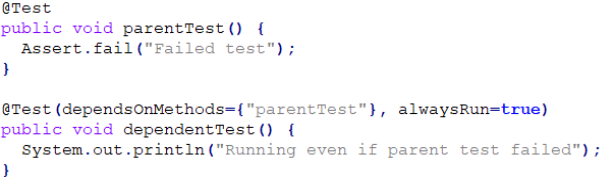 @Test
public void parentTest() {
  Assert.fail("Failed test");
}

@Test(dependsOnMethods={"parentTest"}, alwaysRun=true)
public void dependentTest() {
  System.out.println("Running even if parent test failed");
}